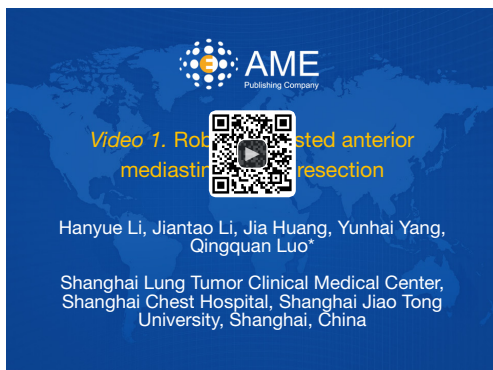 AME
Publishing Company
Video 1. Rob sted anterior
mediastin resection
Hanyue Li, Jiantao Li, Jia Huang, Yunhai Yang,
Qingquan Luo*
Shanghai Lung Tumor Clinical Medical Center,
Shanghai Chest Hospital, Shanghai Jiao Tong
University, Shanghai, China